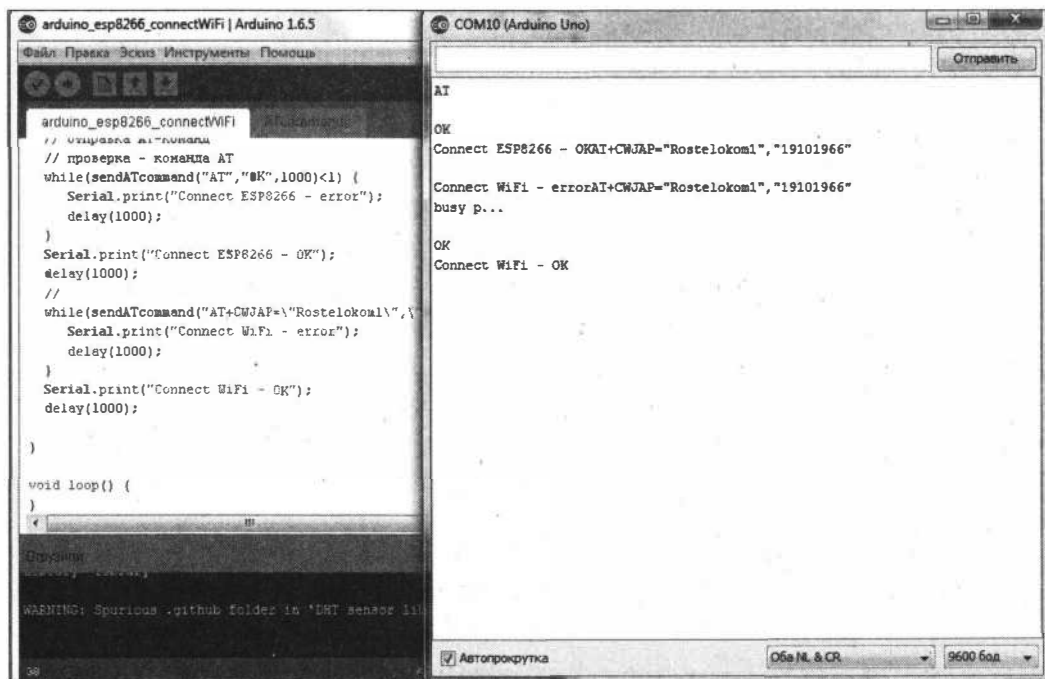 arduino_esp8266_connectWiFi | Arduino 1.6.5
Файл Правка Эскиз Инструменты Помощь
arduino_esp8266_connectWiFi
// отправка AT-команд
// проверка - команда AT
while(sendATcommand("AT","OK",1000)<1) {
Serial.print("Connect ESP8266 - error");
delay(1000);
}
Serial.print("Connect ESP8266 - OK");
delay(1000);
//
while(sendATcommand("AT+CWJAP=\"Rostelokom1\",\"
Serial.print("Connect WiFi - error");
delay(1000);
}
Serial.print("Connect WiFi - OK");
delay(1000);
}
void loop() {
}
WARNING: Spurious .github folder in 'DHT sensor lib
38
COM10 (Arduino Uno)
Отправить
AT
OK
Connect ESP8266 - OKAT+CWJAP="Rostelokom1","19101966"
Connect WiFi - errorAT+CWJAP="Rostelokom1","19101966"
busy p...
OK
Connect WiFi - OK
Автопрокрутка
Оба NL & CR
9600 бод